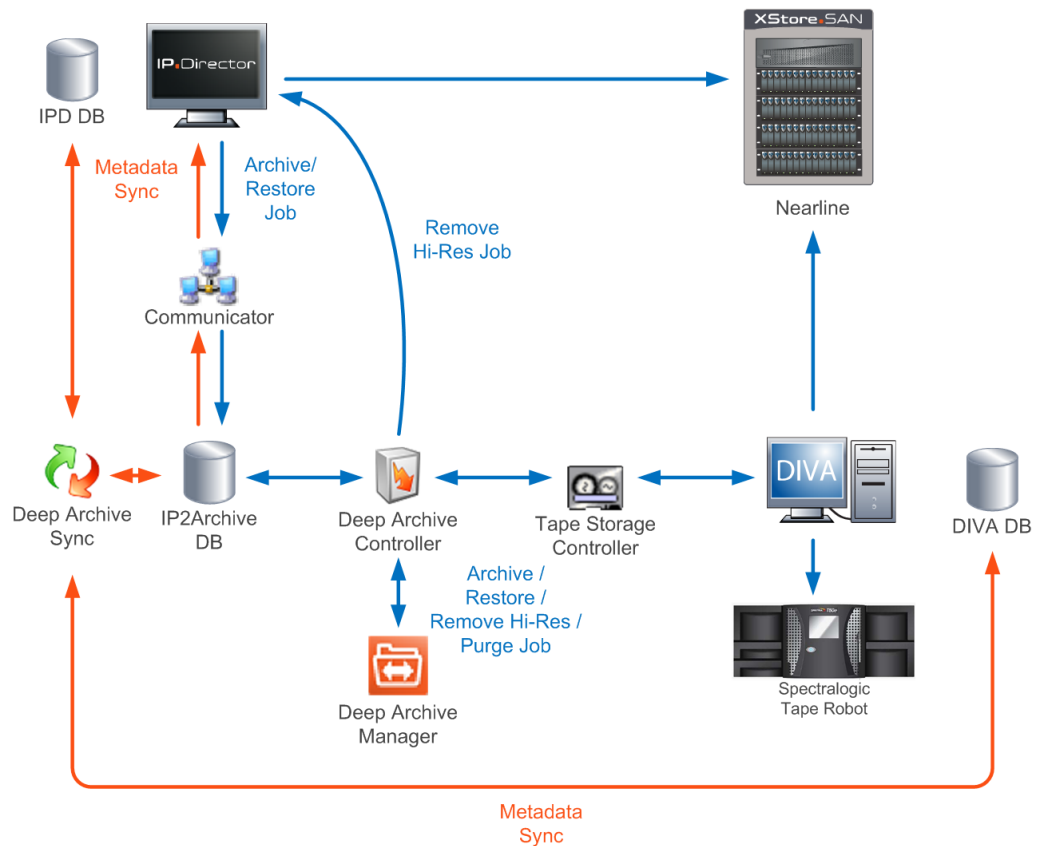 XStore.SAN
IP.Director
IPD DB
Metadata
Sync
Archive/
Restore
Job
Remove
Hi-Res Job
Nearline
Communicator
DIVA
Deep Archive
Sync
IP2Archive
DB
Deep Archive
Controller
Tape Storage
Controller
DIVA DB
Archive /
Restore /
Remove Hi-Res /
Purge Job
Deep Archive
Manager
Spectralogic
Tape Robot
Metadata
Sync